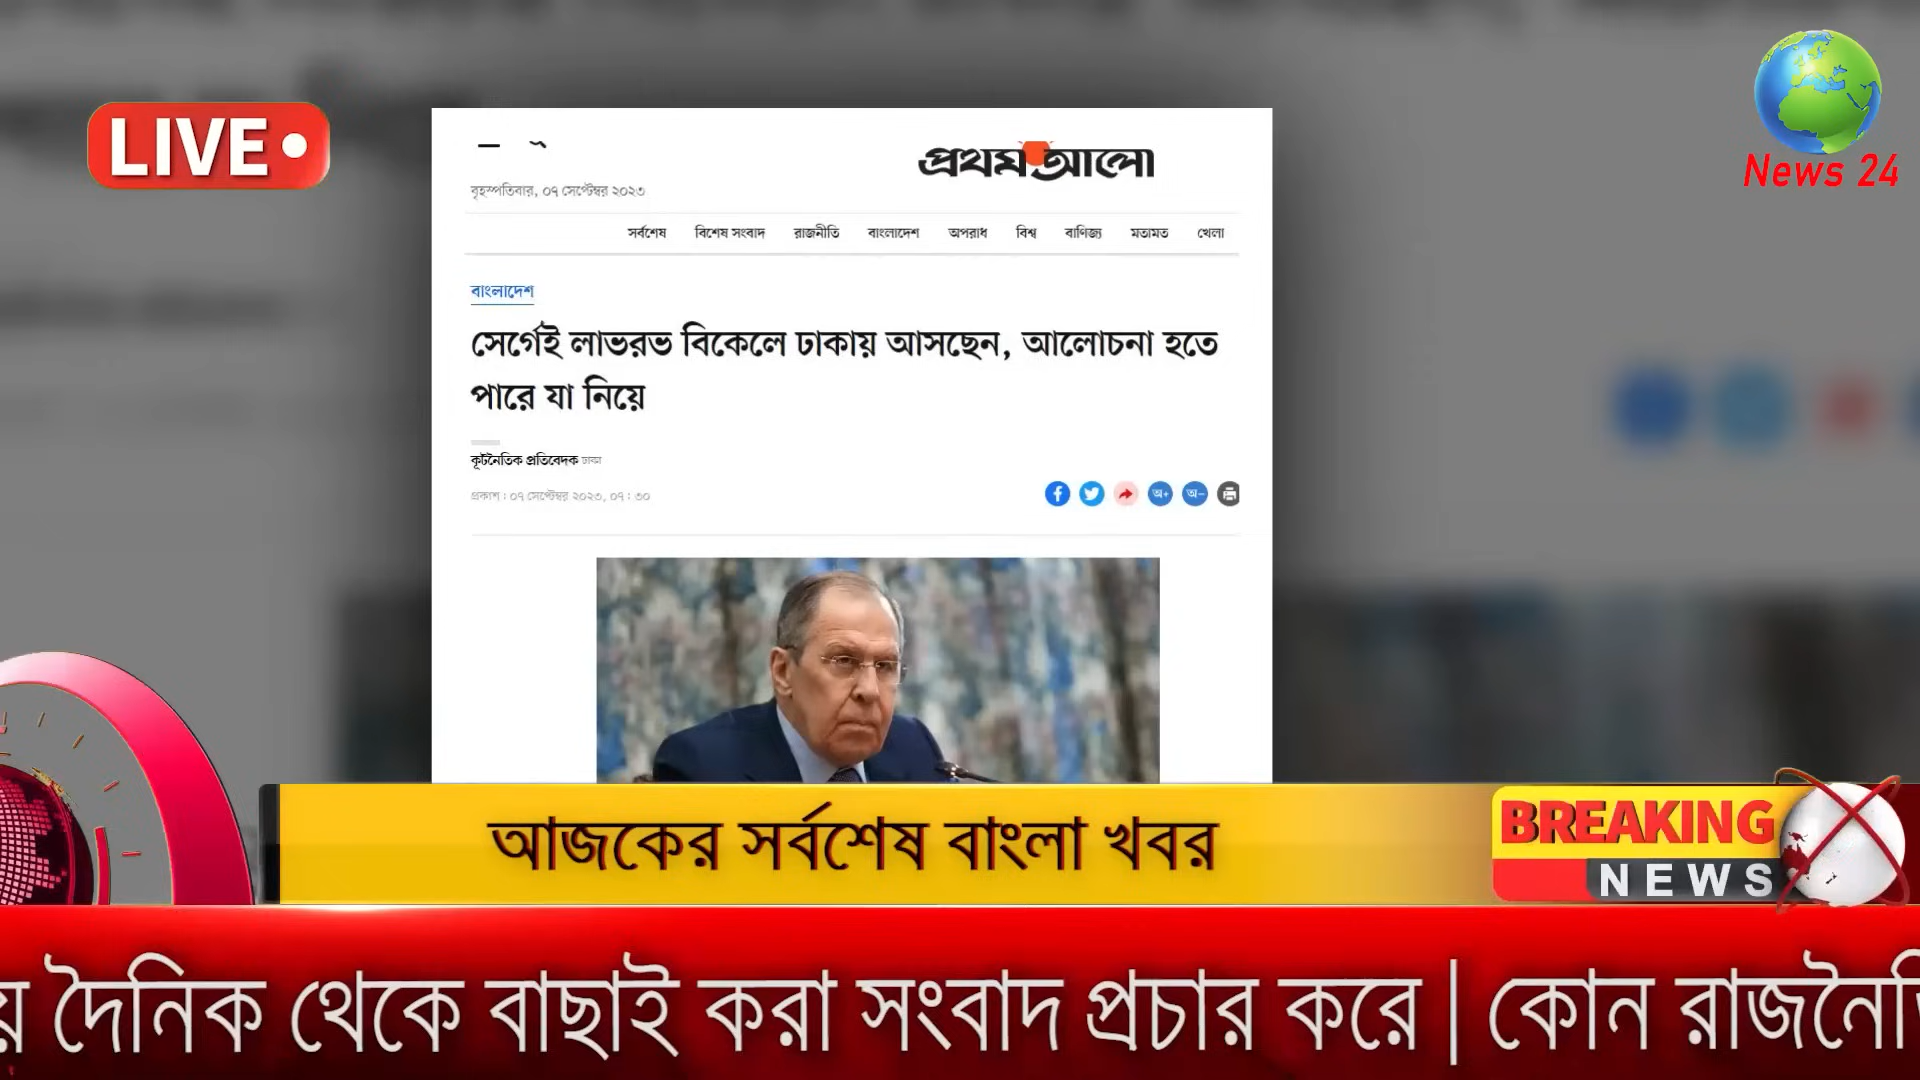 LIVE
News 24
প্রথম আলো
বৃহস্পতিবার, ০৭ সেপ্টেম্বর ২০২৩
সর্বশেষ বিশেষ সংবাদ রাজনীতি বাংলাদেশ অপরাধ বিশ্ব বাণিজ্য মতামত খেলা
বাংলাদেশ
সের্গেই লাভরভ বিকেলে ঢাকায় আসছেন, আলোচনা হতে
পারে যা নিয়ে
কূটনৈতিক প্রতিবেদক ঢাকা
প্রকাশ: ০৭ সেপ্টেম্বর ২০২৩, ০৭: ৩০
অ+ অ-
আজকের সর্বশেষ বাংলা খবর
BREAKING
NEWS
য় দৈনিক থেকে বাছাই করা সংবাদ প্রচার করে | কোন রাজনৈতি